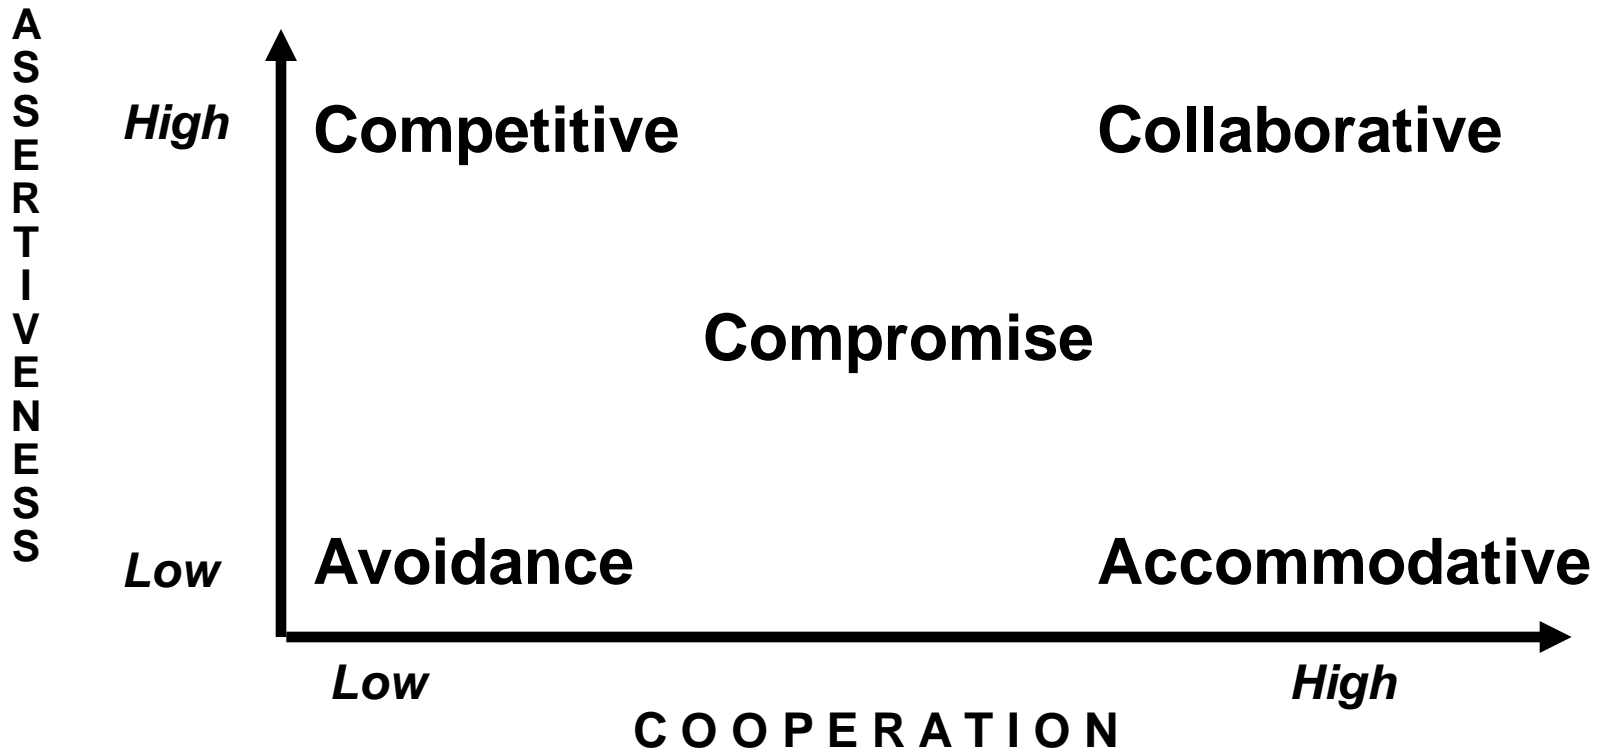 ASSERTIVENESS
High
Competitive
Collaborative
Compromise
Low
Avoidance
Accommodative
Low
High
COOPERATION